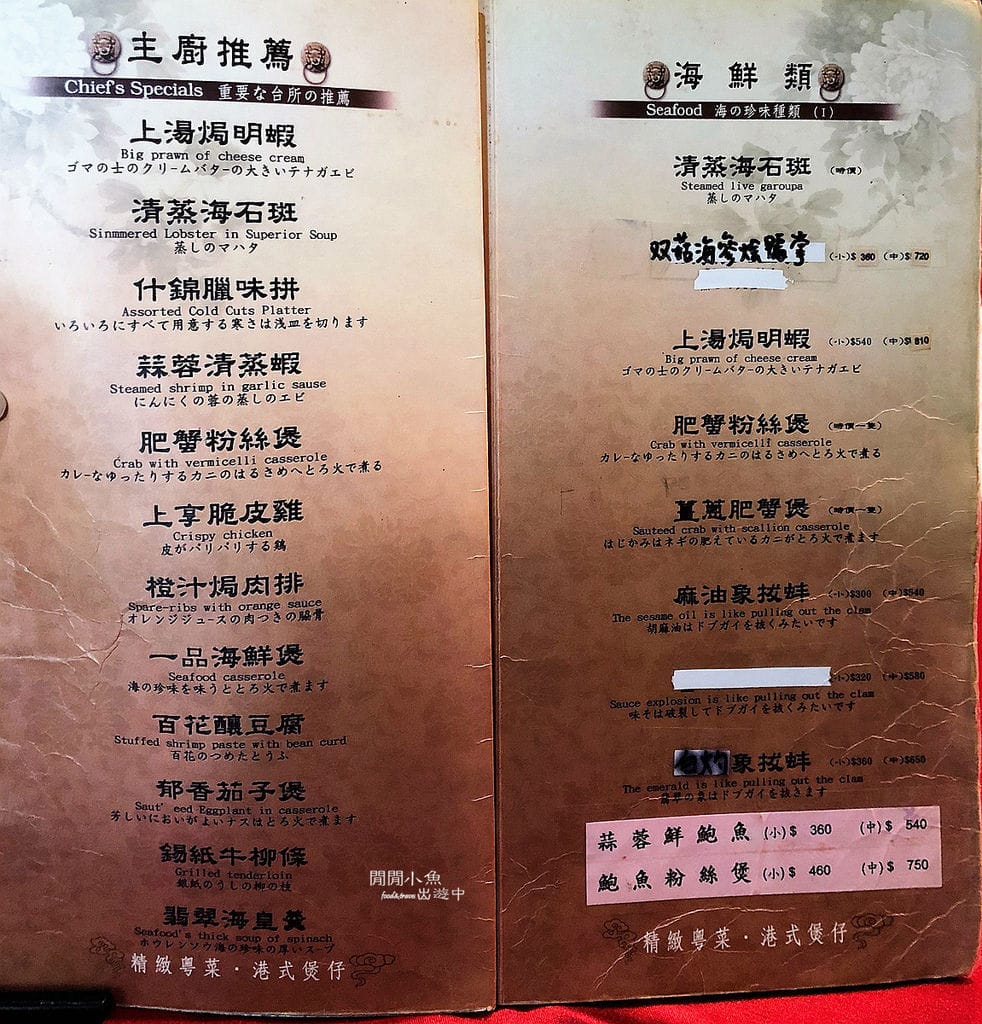 主廚推薦
Chief's Specials 重要な台所の推薦
上湯焗明蝦
Big prawn of cheese cream
ゴマの士のクリームバターの大きいテナガエビ
清蒸海石斑
Sinmmered Lobster in Superior Soup
蒸しのマハタ
什錦臘味拼
Assorted Cold Cuts Platter
いろいろにすべて用意する寒さは浅皿を切ります
蒜蓉清蒸蝦
Steamed shrimp in garlic sause
にんにくの蓉の蒸しのエビ
肥蟹粉絲煲
Crab with vermicelli casserole
カレーなゆったりするカニのはるさめへとろ火で煮る
上享脆皮雞
Crispy chicken
皮がパリパリする鶏
橙汁焗肉排
Spare-ribs with orange sauce
オレンジジュースの肉つきの脇骨
一品海鮮煲
Seafood casserole
海の珍味を味うととろ火で煮ます
百花釀豆腐
Stuffed shrimp paste with bean curd
百花のつめたとうふ
郁香茄子煲
Saut' eed Eggplant in casserole
芳しいにおいがよいナスはとろ火で煮ます
錫紙牛柳條
Grilled tenderloin
銀紙のうしの柳の枝
翡翠海皇羹
Seafood's thick soup of spinach
ホウレンソウ海の珍味の厚いスープ
精緻粵菜・港式煲仔
閒閒小魚
food&travel 出遊中
海鮮類
Seafood 海の珍味種類 (I)
清蒸海石斑 (時價)
Steamed live garoupa
蒸しのマハタ
双菇海參燴鵝掌 (小)$ 360 (中)$ 720
上湯焗明蝦 (小)$540 (中)$ 810
Big prawn of cheese cream
ゴマの士のクリームバターの大きいテナガエビ
肥蟹粉絲煲 (時價一隻)
Crab with vermicelli casserole
カレーなゆったりするカニのはるさめへとろ火で煮る
薑蔥肥蟹煲 (時價一隻)
Sauteed crab with scallion casserole
はじかみはネギの肥えているカニがとろ火で煮ます
麻油象拔蚌 (小)$300 (中)$540
The sesame oil is like pulling out the clam
胡麻油はドブガイを抜くみたいです
(小)$320 (中)$580
Sauce explosion is like pulling out the clam
味そは破裂してドブガイを抜くみたいです
白灼象拔蚌 (小)$360 (中)$650
The emerald is like pulling out the clam
翡翠の象はドブガイを抜きます
蒜蓉鮮鮑魚 (小)$ 360 (中)$ 540
鮑魚粉絲煲 (小)$ 460 (中)$ 750
精緻粵菜・港式煲仔